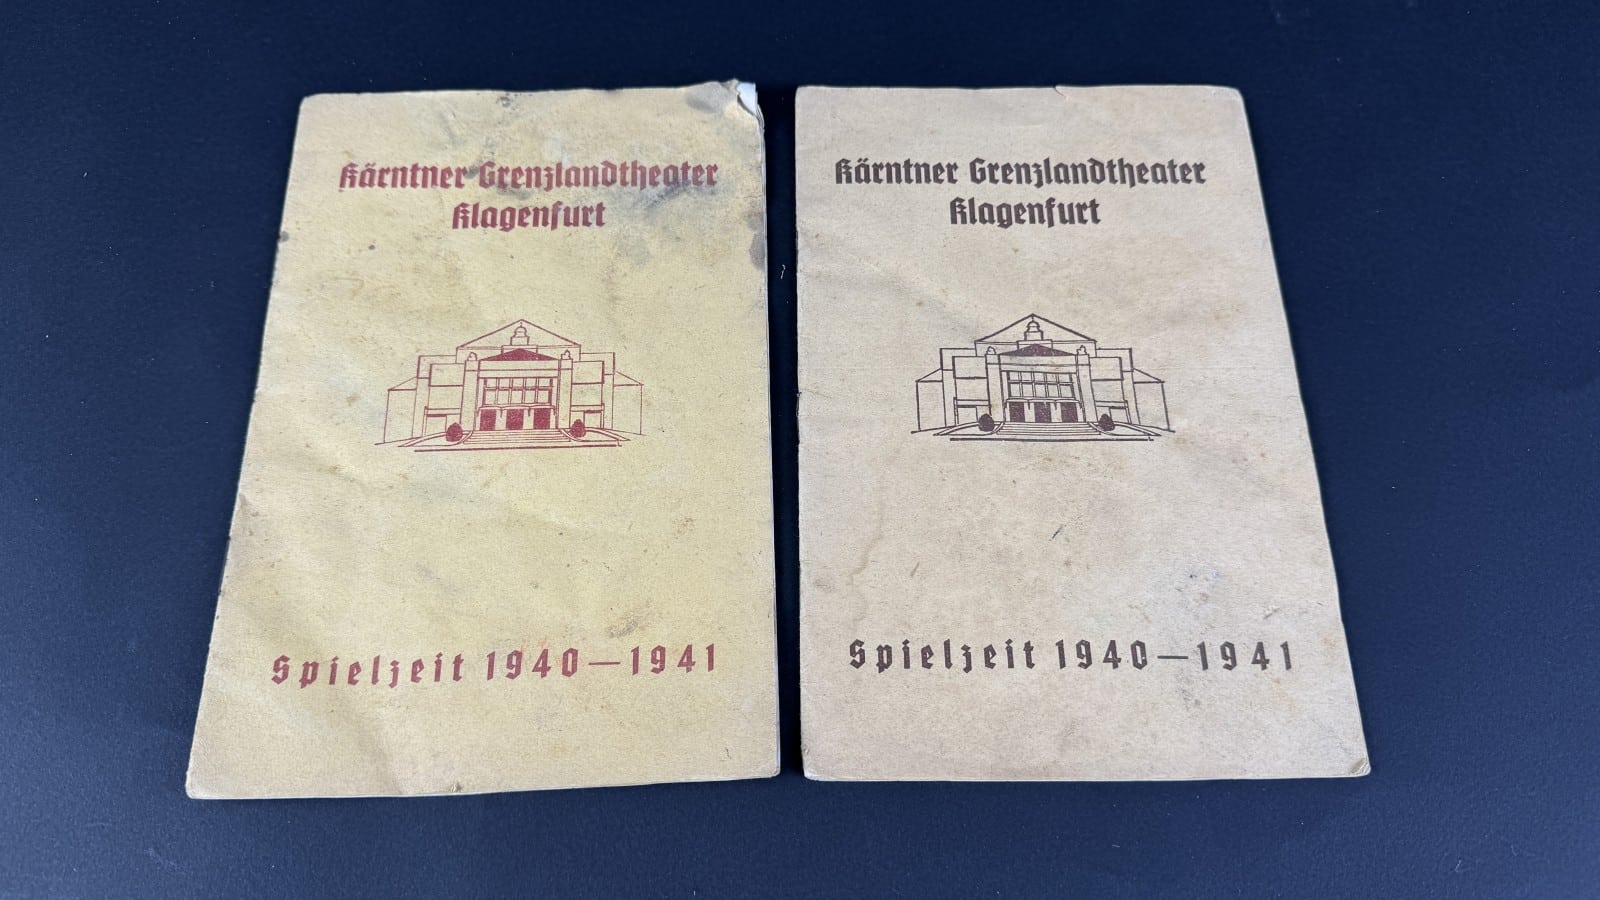 Kärntner Grenzlandtheater
Klagenfurt
Spielzeit 1940—1941
Kärntner Grenzlandtheater
Klagenfurt
Spielzeit 1940—1941